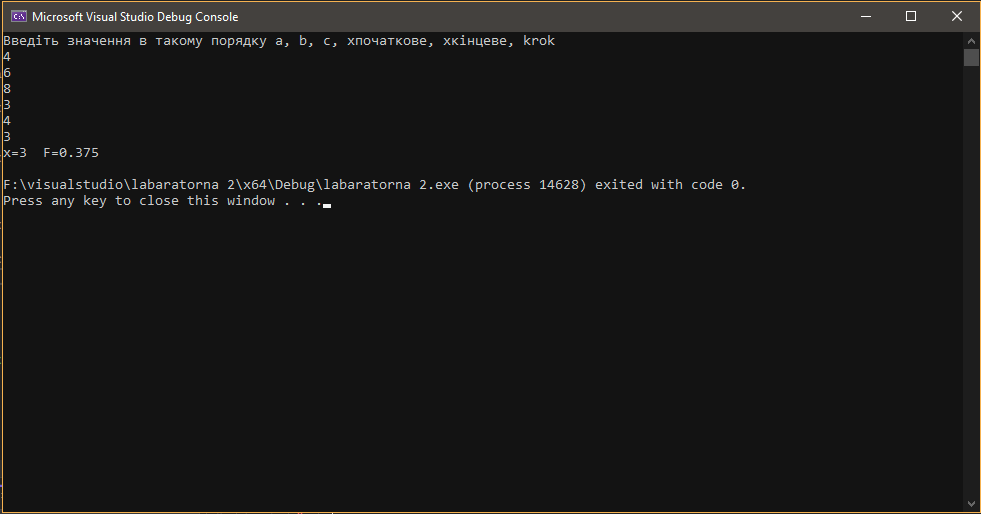 Microsoft Visual Studio Debug Console
Введіть значення в такому порядку a, b, c, xпочаткове, xкінцеве, krok
4
6
8
3
4
3
x=3  F=0.375
F:\visualstudio\labaratorna 2\x64\Debug\labaratorna 2.exe (process 14628) exited with code 0.
Press any key to close this window . . .